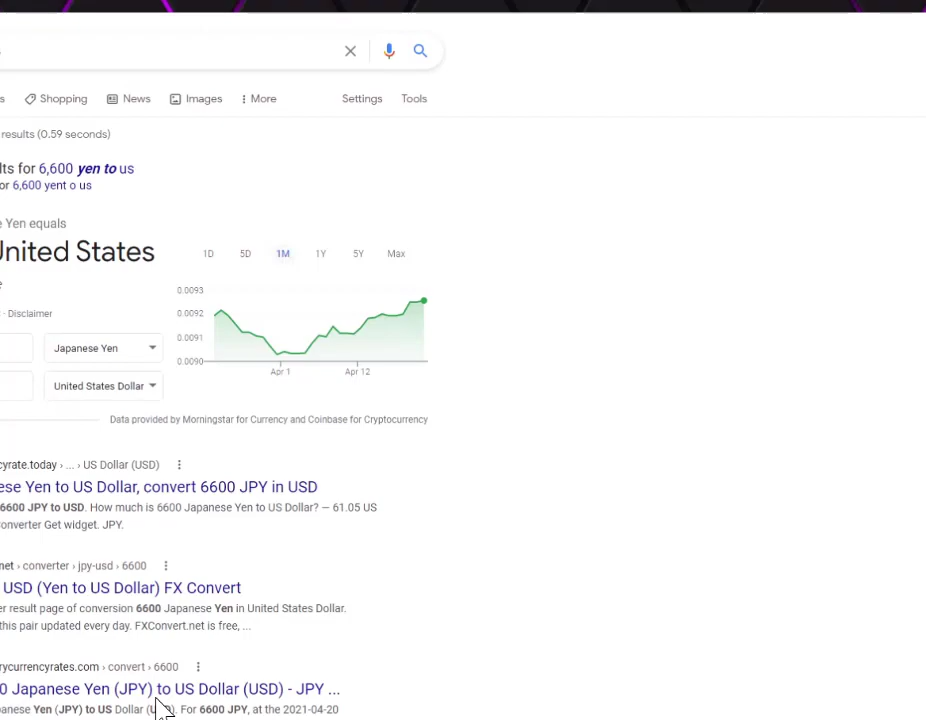 s Shopping News Images More Settings Tools
results (0.59 seconds)
lts for 6,600 yen to us
or 6,600 yent o us
e Yen equals
United States
1D 5D 1M 1Y 5Y Max
· Disclaimer
0.0093
0.0092
0.0091
0.0090
Apr 1 Apr 12
Japanese Yen
United States Dollar
Data provided by Morningstar for Currency and Coinbase for Cryptocurrency
cyrate.today › ... › US Dollar (USD)
ese Yen to US Dollar, convert 6600 JPY in USD
6600 JPY to USD. How much is 6600 Japanese Yen to US Dollar? — 61.05 US
onverter Get widget. JPY.
net › converter › jpy-usd › 6600
USD (Yen to US Dollar) FX Convert
er result page of conversion 6600 Japanese Yen in United States Dollar.
this pair updated every day. FXConvert.net is free, ...
rycurrencyrates.com › convert › 6600
0 Japanese Yen (JPY) to US Dollar (USD) - JPY ...
anese Yen (JPY) to US Dollar (USD). For 6600 JPY, at the 2021-04-20